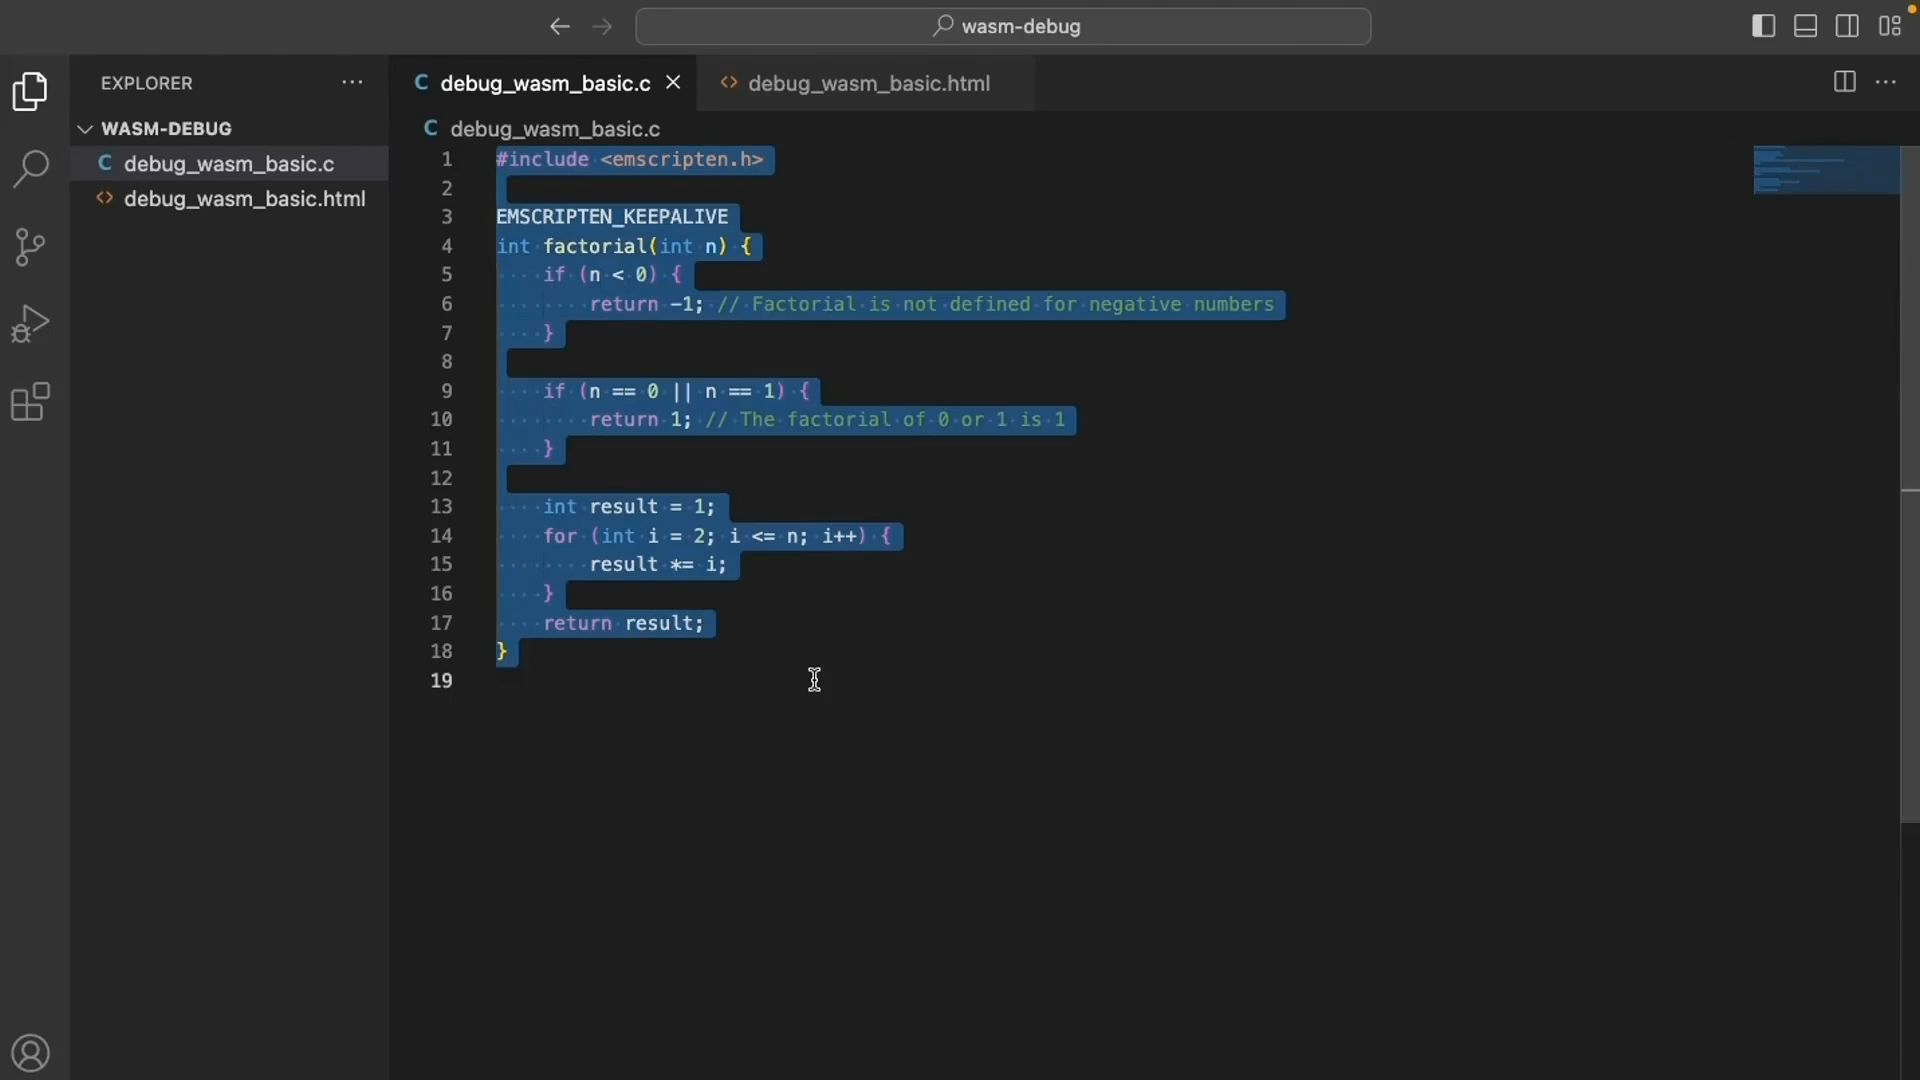 wasm-debug
EXPLORER
WASM-DEBUG
debug_wasm_basic.c
debug_wasm_basic.html
debug_wasm_basic.c
debug_wasm_basic.html
debug_wasm_basic.c
1 #include <emscripten.h>
2
3 EMSCRIPTEN_KEEPALIVE
4 int factorial(int n) {
5     if (n < 0) {
6         return -1; // Factorial is not defined for negative numbers
7     }
8
9     if (n == 0 || n == 1) {
10         return 1; // The factorial of 0 or 1 is 1
11     }
12
13     int result = 1;
14     for (int i = 2; i <= n; i++) {
15         result *= i;
16     }
17     return result;
18 }
19